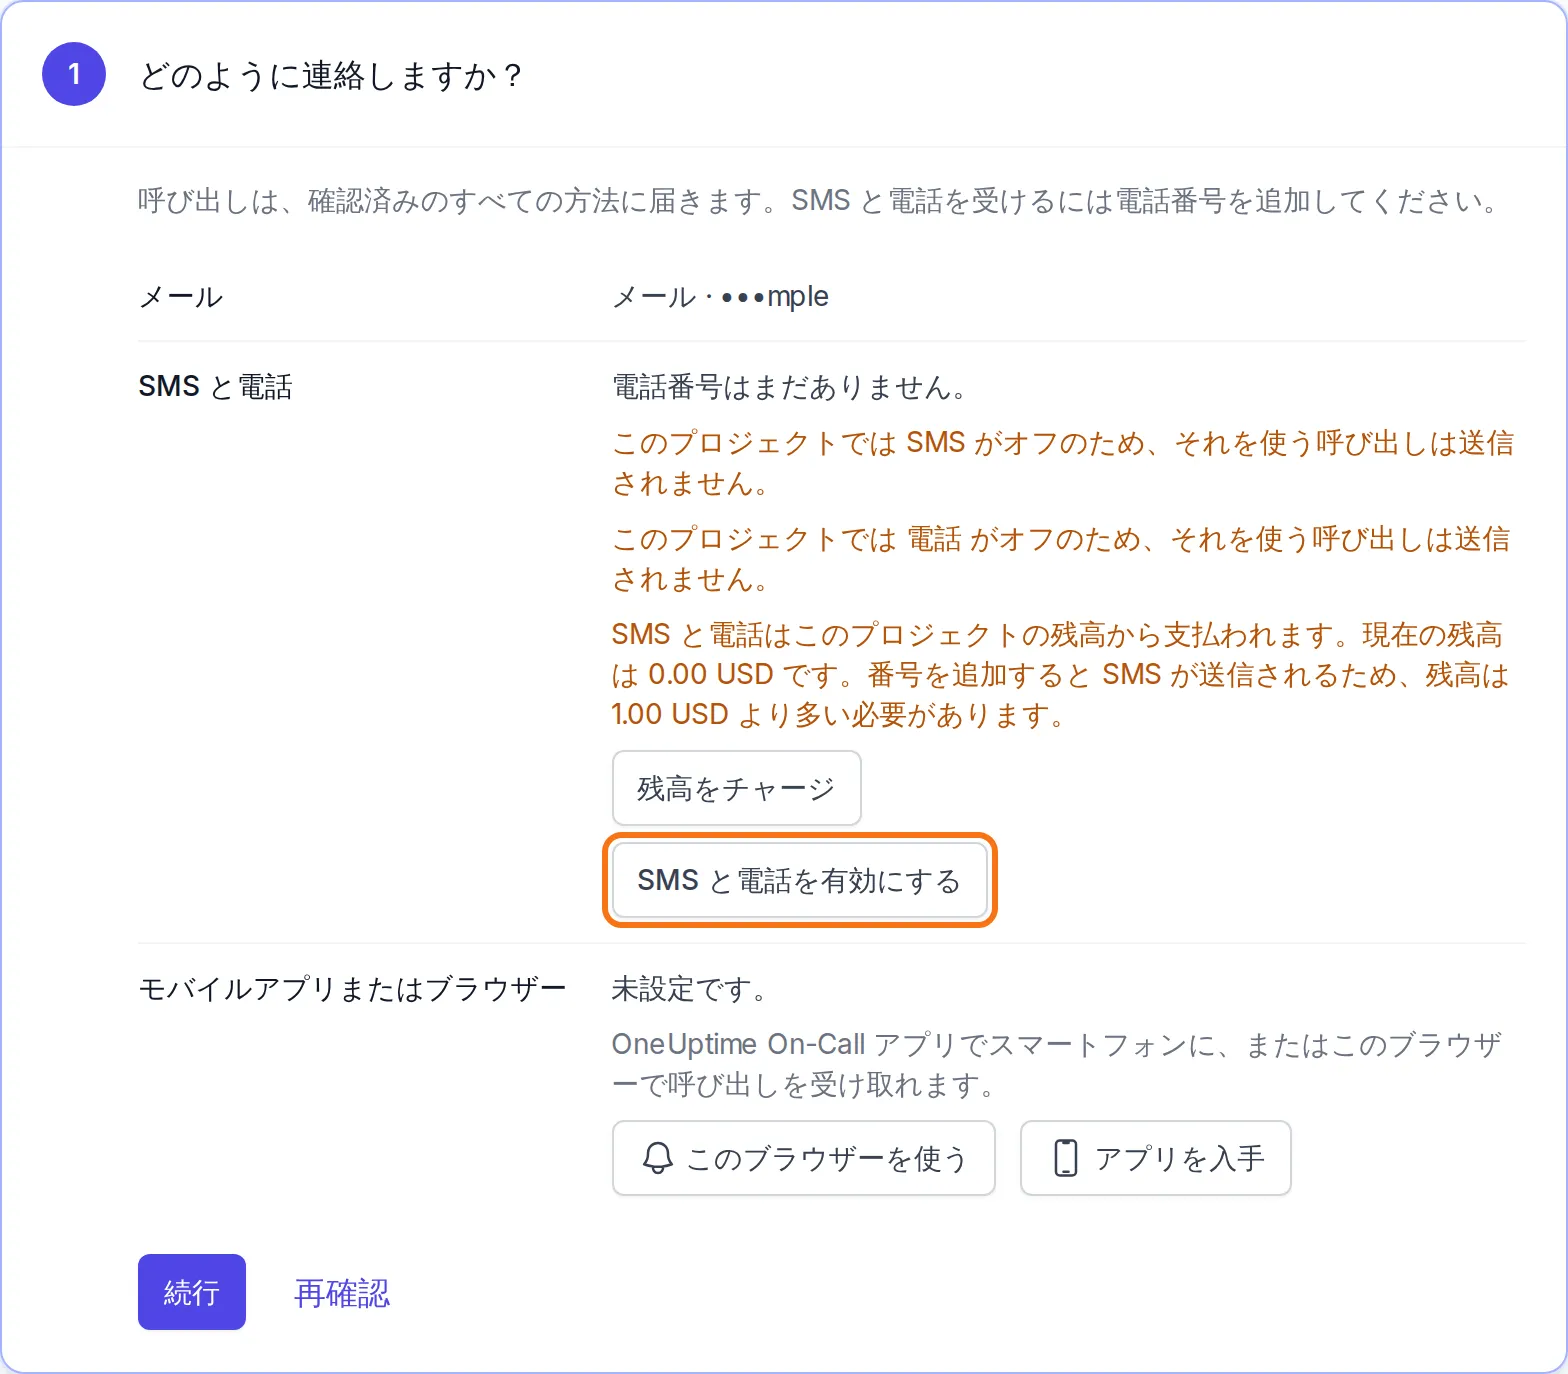 1
どのように連絡しますか？
呼び出しは、確認済みのすべての方法に届きます。SMS と電話を受けるには電話番号を追加してください。
メール
メール · •••mple
SMS と電話
電話番号はまだありません。
このプロジェクトでは SMS がオフのため、それを使う呼び出しは送信
されません。
このプロジェクトでは 電話 がオフのため、それを使う呼び出しは送信
されません。
SMS と電話はこのプロジェクトの残高から支払われます。現在の残高
は 0.00 USD です。番号を追加すると SMS が送信されるため、残高は
1.00 USD より多い必要があります。
残高をチャージ
SMS と電話を有効にする
モバイルアプリまたはブラウザー
未設定です。
OneUptime On-Call アプリでスマートフォンに、またはこのブラウザ
ーで呼び出しを受け取れます。
このブラウザーを使う
アプリを入手
続行
再確認